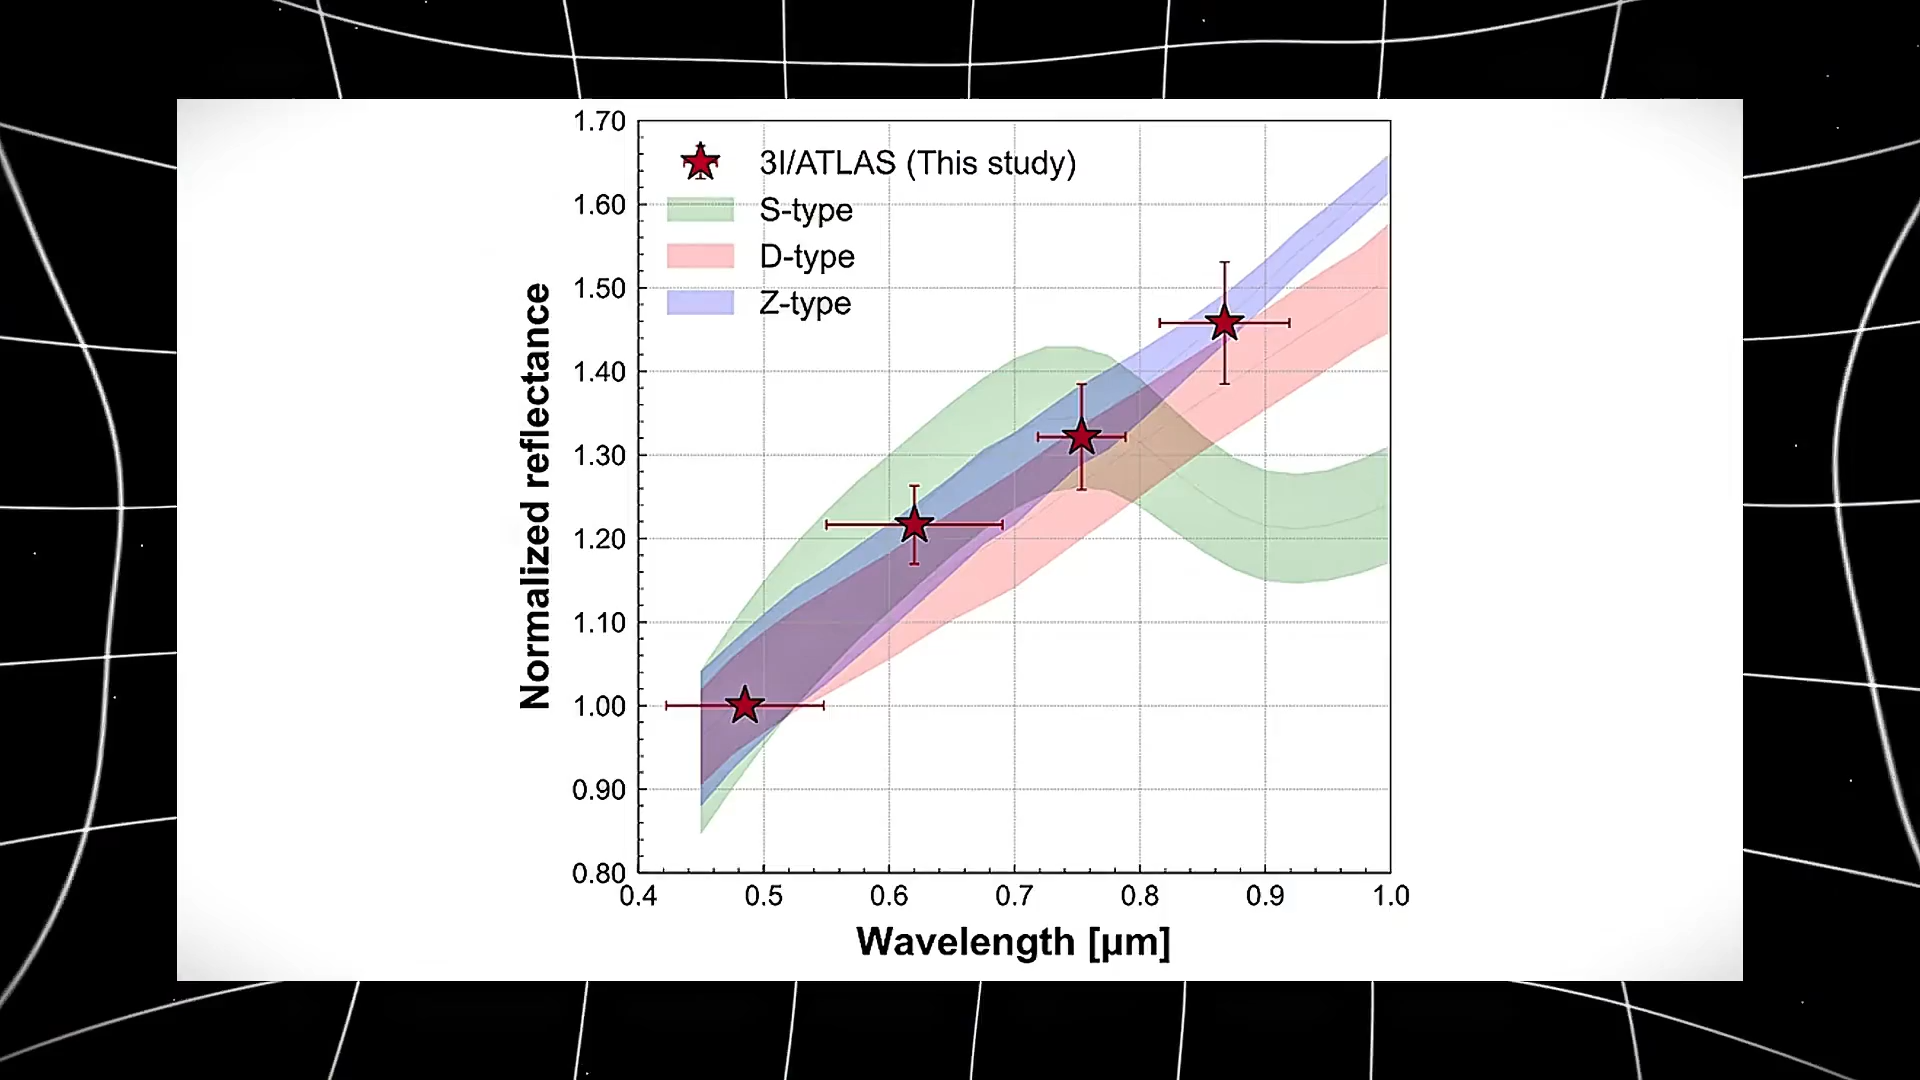 1.70
1.60
1.50
1.40
1.30
1.20
1.10
1.00
0.90
0.80
Normalized reflectance
3I/ATLAS (This study)
S-type
D-type
Z-type
0.4 0.5 0.6 0.7 0.8 0.9 1.0
Wavelength [μm]